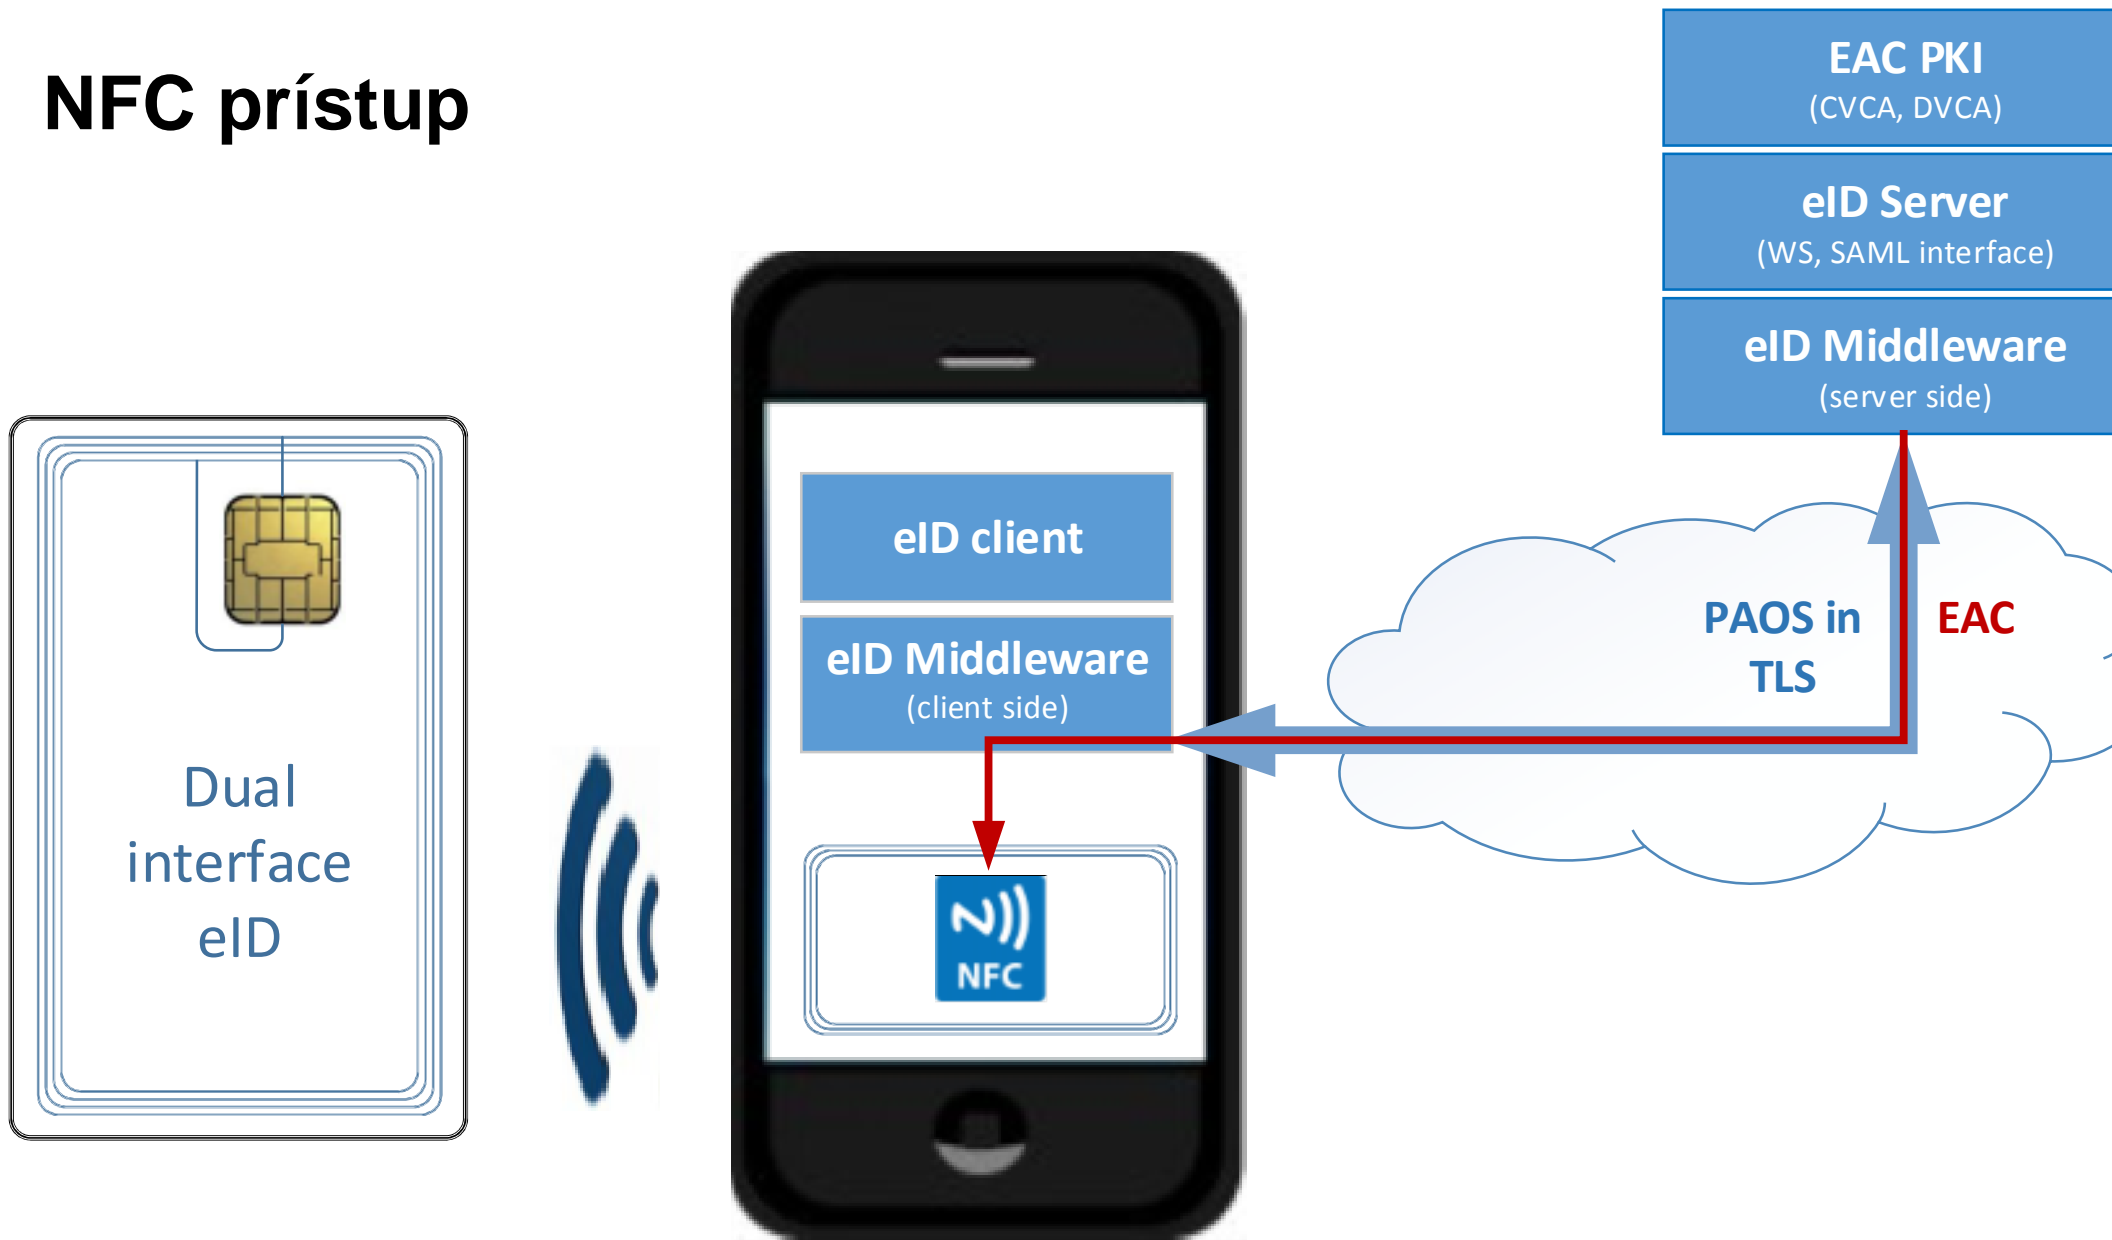 NFC prístup
EAC PKI
(CVCA, DVCA)
eID Server
(WS, SAML interface)
eID Middleware
(server side)
eID client
eID Middleware
(client side)
PAOS in
TLS
EAC
Dual
interface
eID
NFC